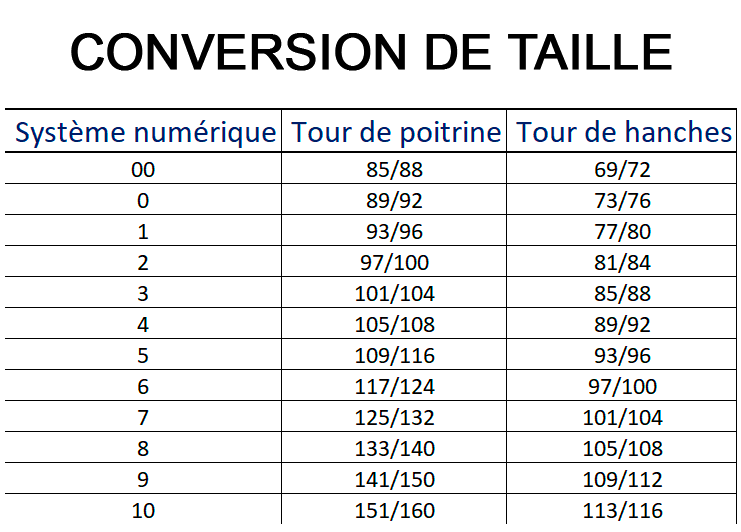 CONVERSION DE TAILLE
Système numérique Tour de poitrine Tour de hanches
00 85/88 69/72
0 89/92 73/76
1 93/96 77/80
2 97/100 81/84
3 101/104 85/88
4 105/108 89/92
5 109/116 93/96
6 117/124 97/100
7 125/132 101/104
8 133/140 105/108
9 141/150 109/112
10 151/160 113/116